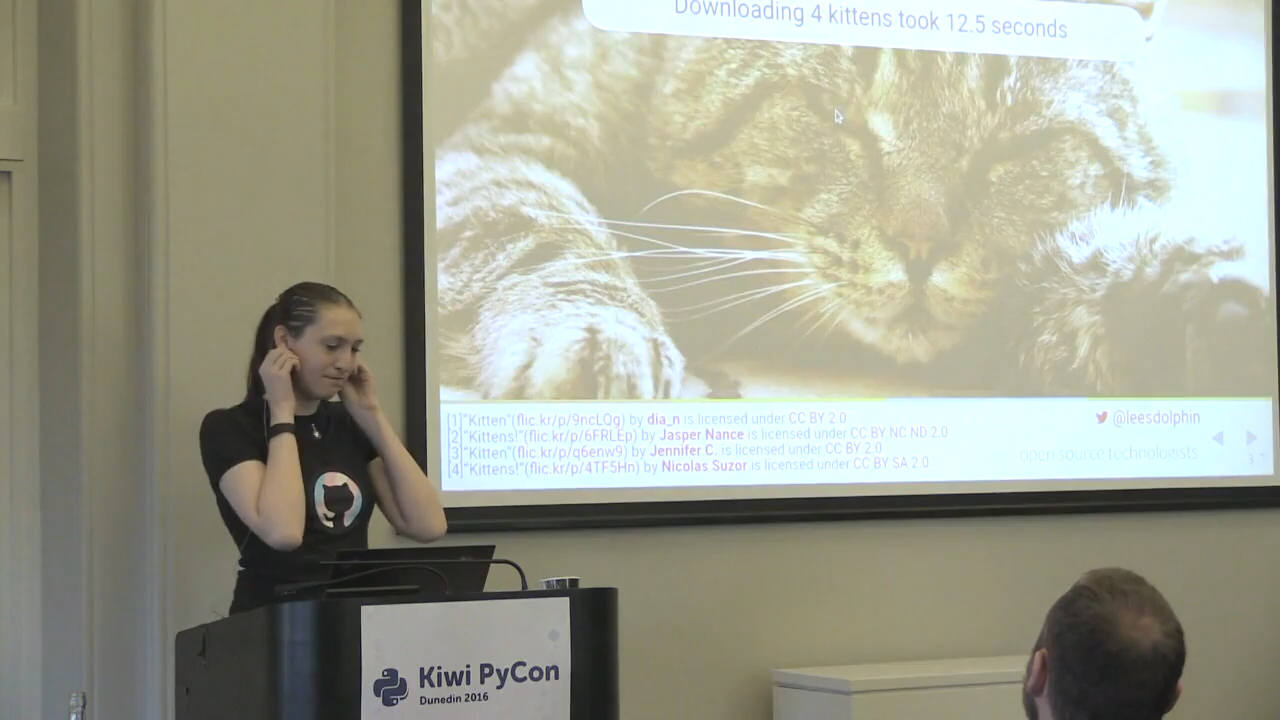 Downloading 4 kittens took 12.5 seconds
[1]"Kitten"(flic.kr/p/9ncLQg) by dia_n is licensed under CC BY 2.0
[2]"Kittens!"(flic.kr/p/6FRLEp) by Jasper Nance is licensed under CC BY NC ND 2.0
[3]"Kitten"(flic.kr/p/q6enw9) by Jennifer C. is licensed under CC BY 2.0
[4]"Kittens!"(flic.kr/p/4TF5Hn) by Nicolas Suzor is licensed under CC BY SA 2.0
@leesdolphin
open source technologists
Kiwi PyCon
Dunedin 2016